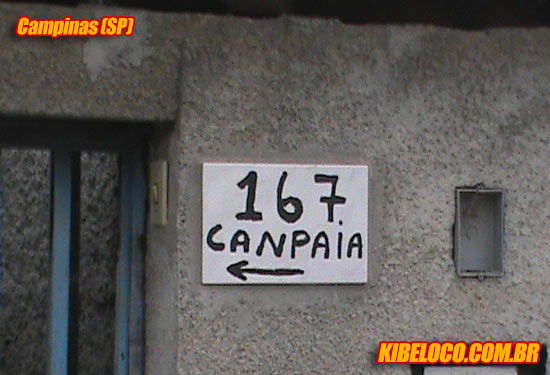 Campinas (SP)
167.
CANPAIA
←
KIBELOCO.COM.BR